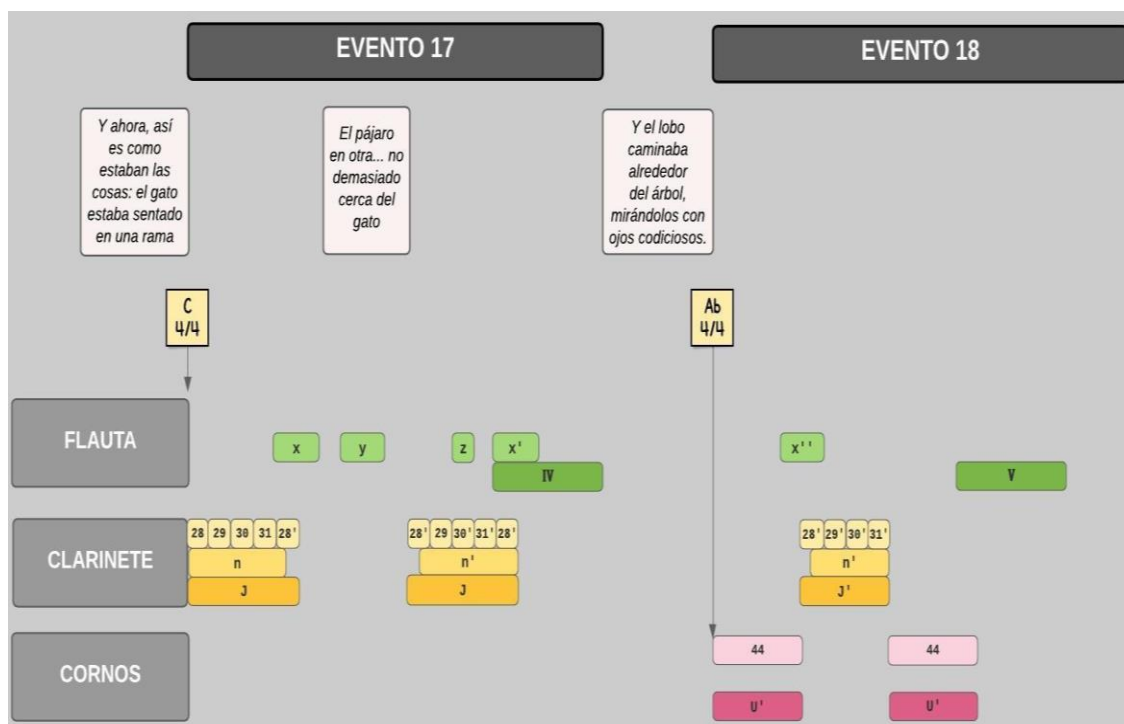 EVENTO 17
EVENTO 18
Y ahora, así
es como
estaban las
cosas: el gato
estaba sentado
en una rama
El pájaro
en otra... no
demasiado
cerca del
gato
Y el lobo
caminaba
alrededor
del árbol,
mirándolos con
ojos codiciosos.
C
4/4
Ab
4/4
FLAUTA
x
y
z
x'
x''
IV
V
CLARINETE
28 29 30 31 28'
28' 29 30' 31' 28'
28' 29' 30' 31'
n
n'
n'
J
J
J'
CORNOS
44
44
U'
U'